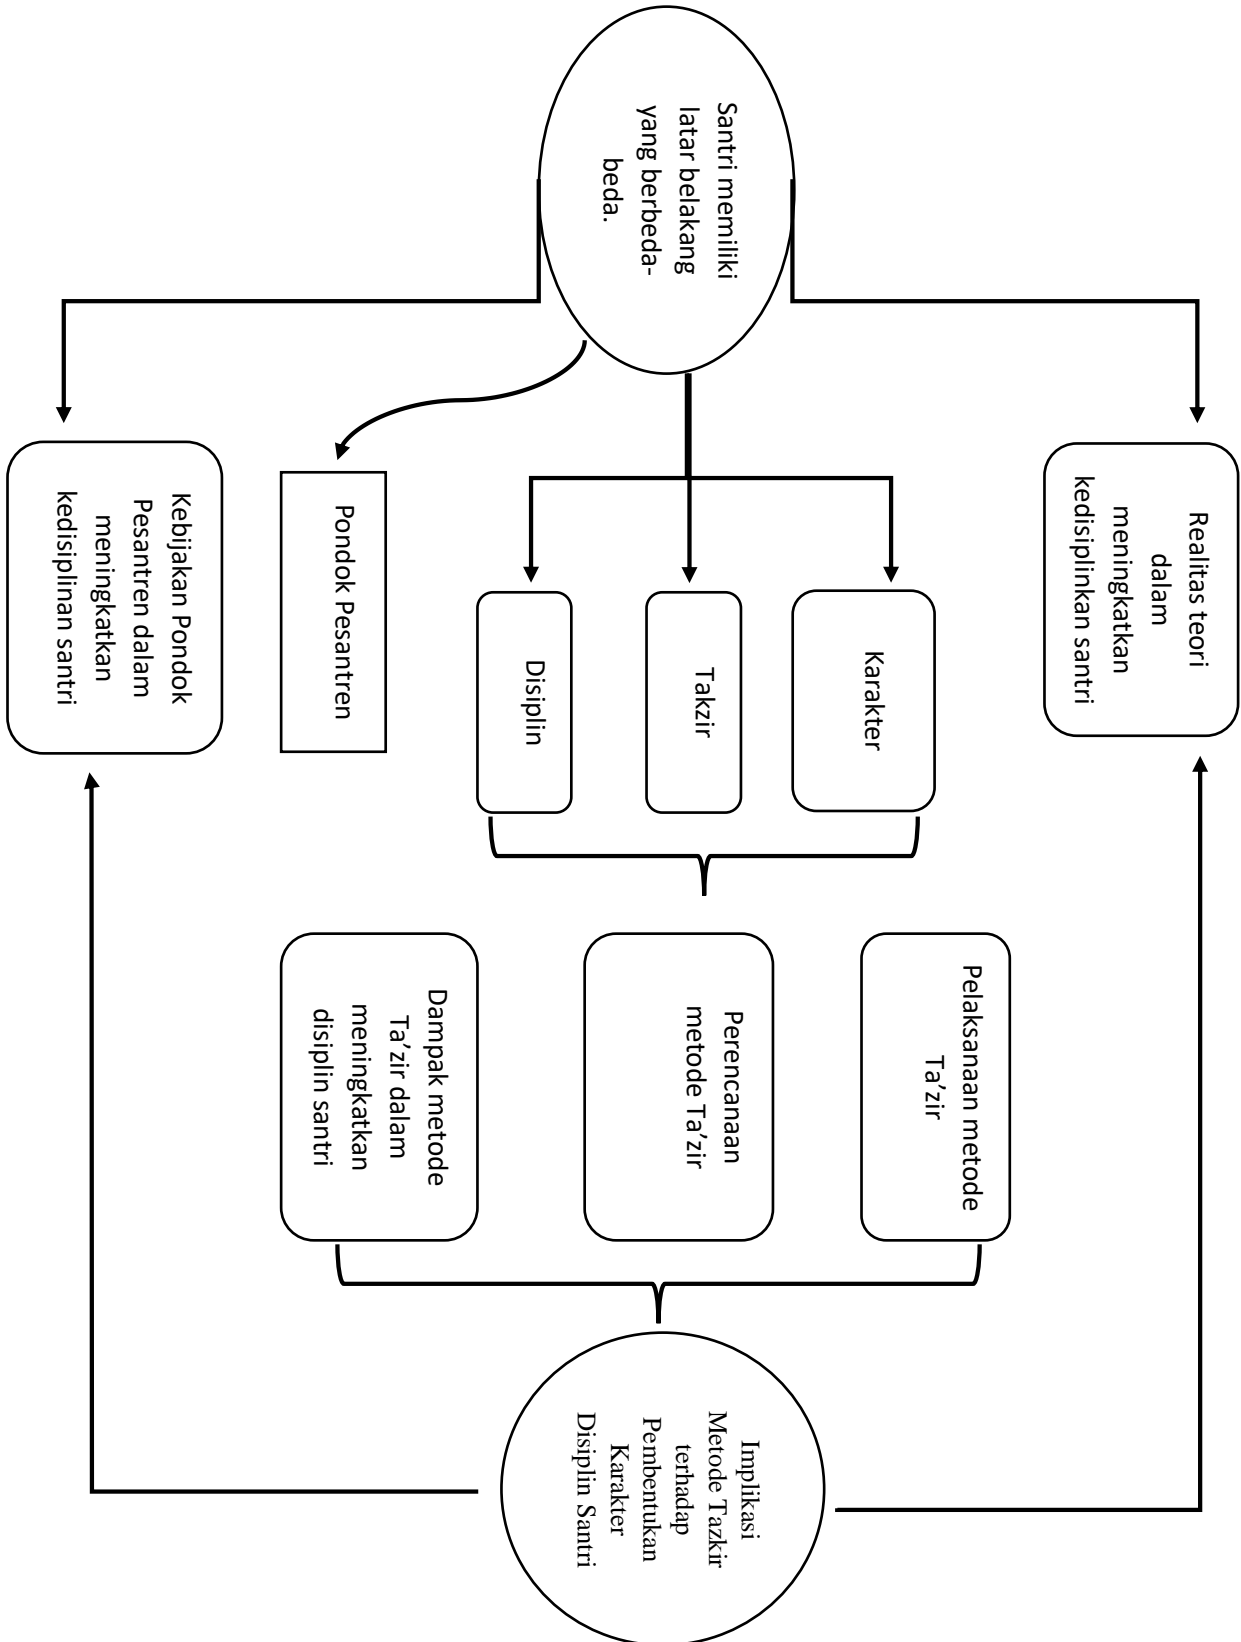 Realitas teori
dalam
meningkatkan
kedisiplinkan santri
Santri memiliki
latar belakang
yang berbeda-
beda.
Karakter
Takzir
Disiplin
Pondok Pesantren
Kebijakan Pondok
Pesantren dalam
meningkatkan
kedisiplinan santri
Pelaksanaan metode
Ta’zir
Perencanaan
metode Ta’zir
Dampak metode
Ta’zir dalam
meningkatkan
disiplin santri
Implikasi
Metode Tazkir
terhadap
Pembentukan
Karakter
Disiplin Santri